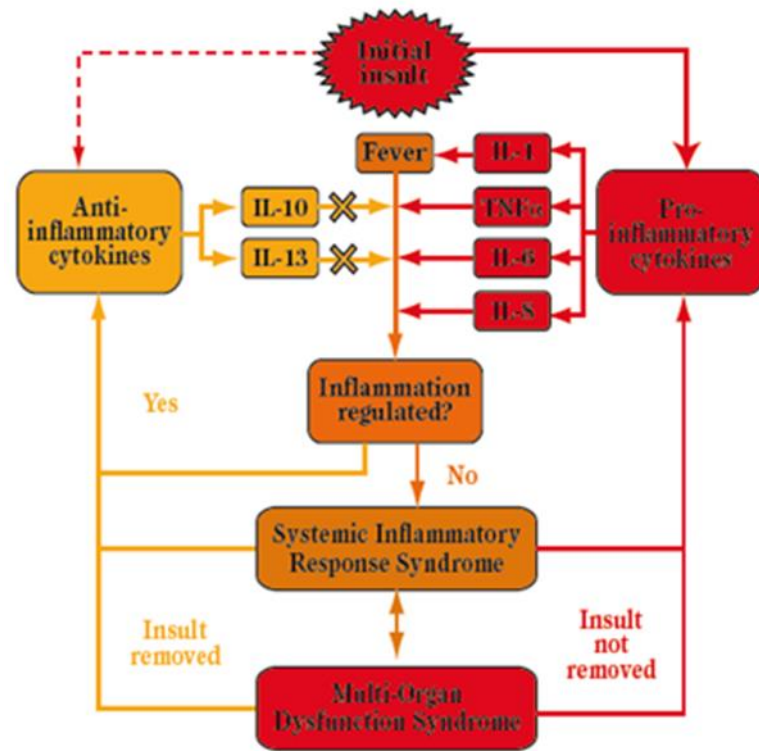 Initial
insult
Fever
IL-1
Anti-
inflammatory
cytokines
IL-10
TNFα
Pro-
inflammatory
cytokines
IL-13
IL-6
IL-8
Inflammation
regulated?
Yes
No
Systemic Inflammatory
Response Syndrome
Insult
removed
Insult
not
removed
Multi-Organ
Dysfunction Syndrome